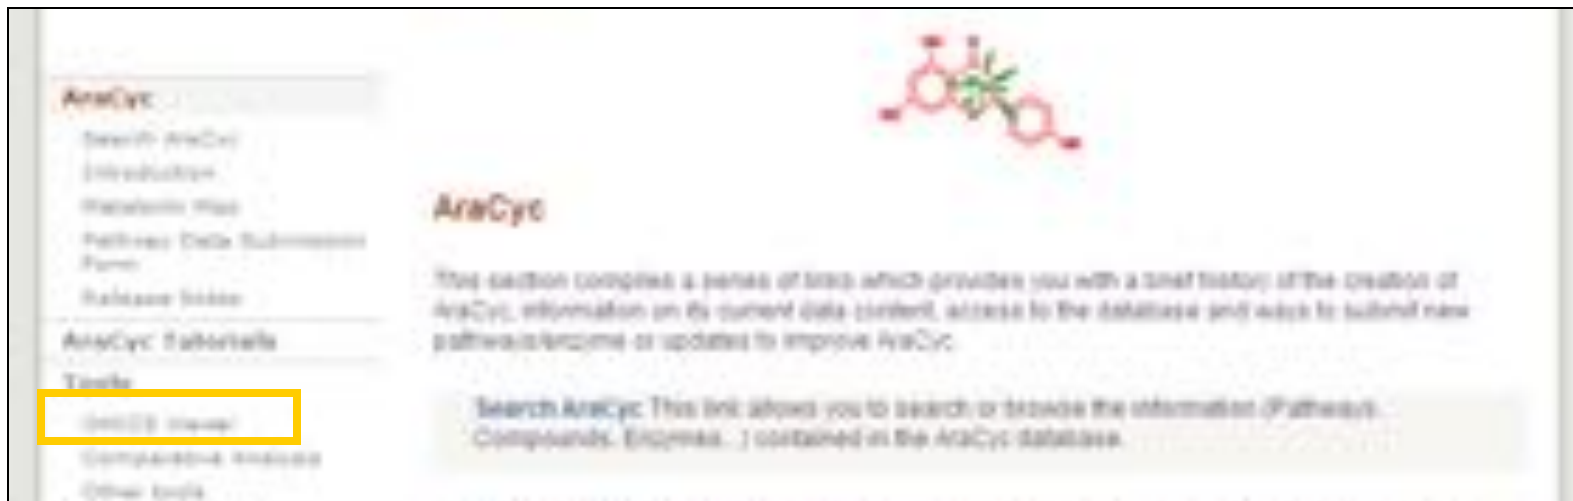 AraCyc
Search AraCyc
Introduction
Metabolic Map
Pathway Data Submission
Form
Release Notes
AraCyc Tutorials
Tools
OMICS Viewer
Comparative Analysis
Other tools
AraCyc
This section compiles a series of links which provides you with a brief history of the creation of
AraCyc, information on its current data content, access to the database and ways to submit new
pathways/enzyme or updates to improve AraCyc.
Search AraCyc This link allows you to search or browse the information (Pathways,
Compounds, Enzymes...) contained in the AraCyc database.